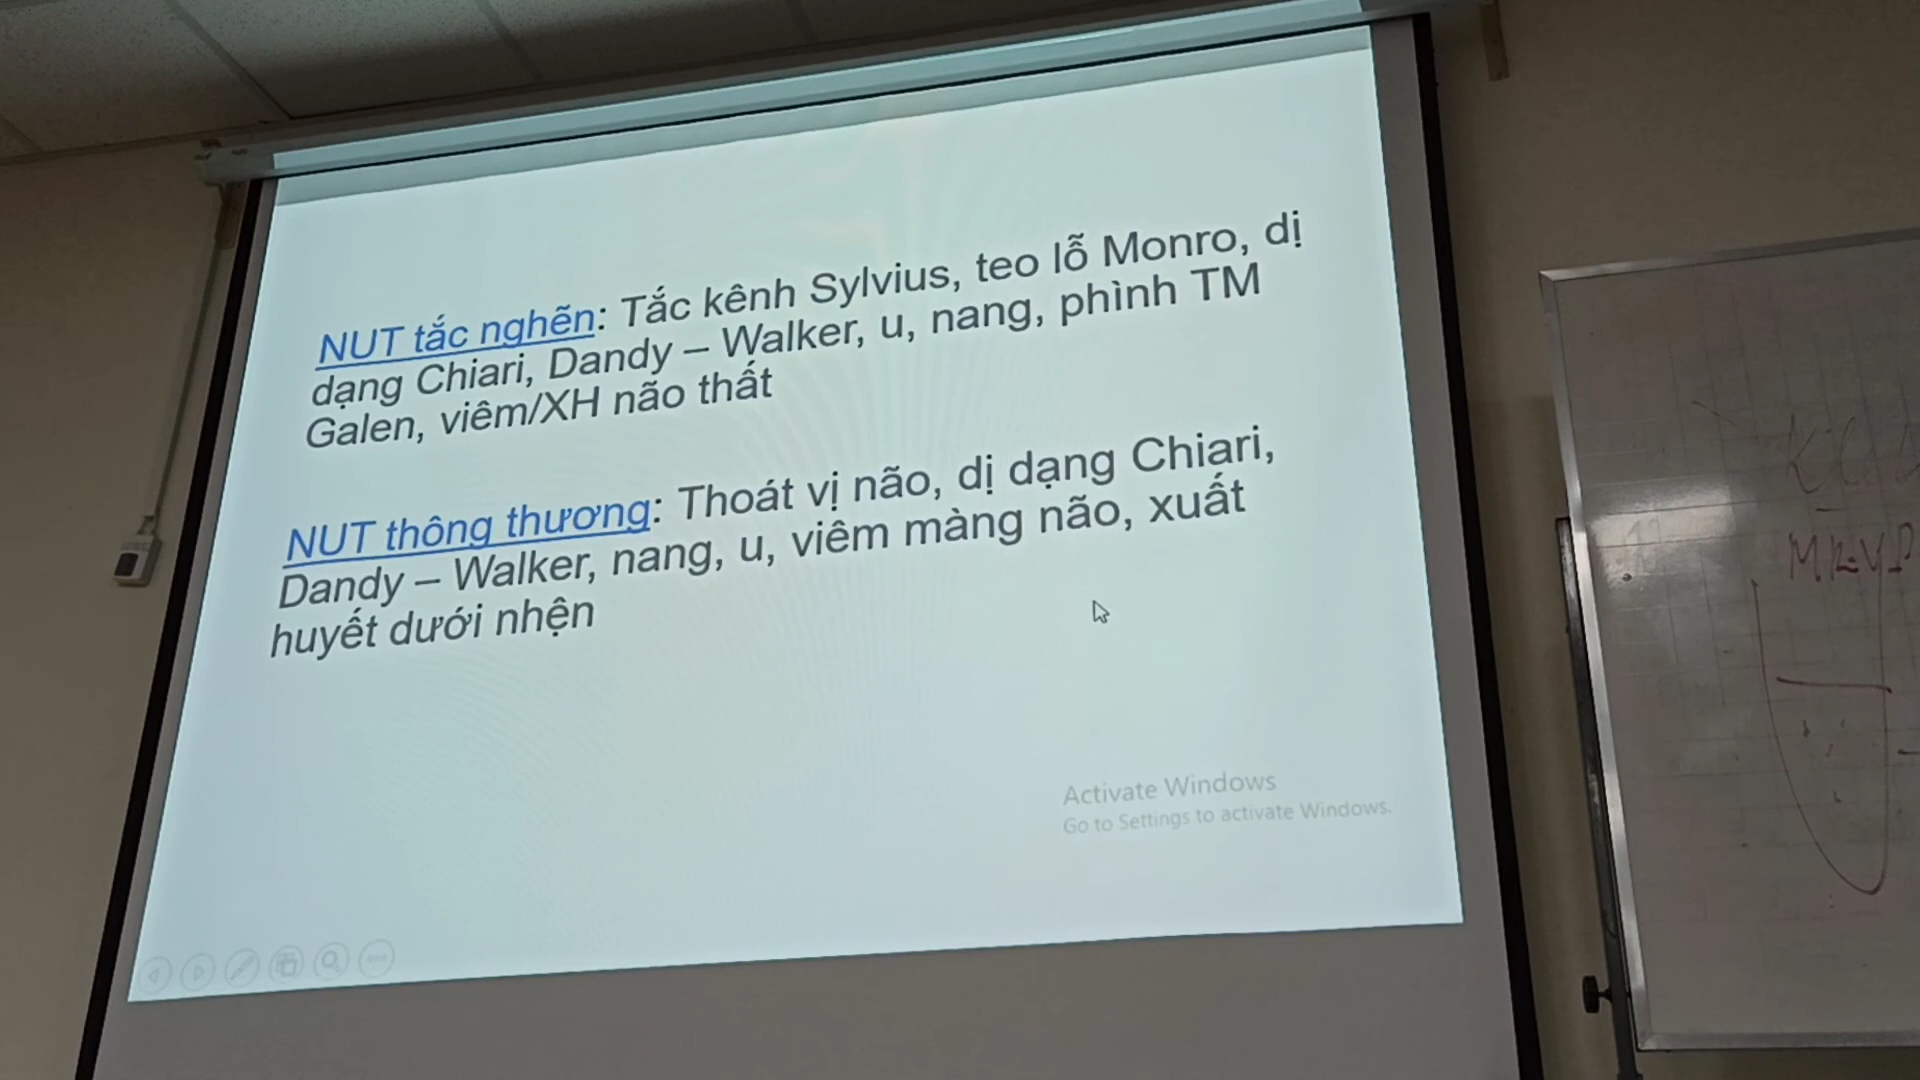 NUT tắc nghẽn: Tắc kênh Sylvius, teo lỗ Monro, dị
dạng Chiari, Dandy – Walker, u, nang, phình TM
Galen, viêm/XH não thất
NUT thông thương: Thoát vị não, dị dạng Chiari,
Dandy – Walker, nang, u, viêm màng não, xuất
huyết dưới nhện
Activate Windows
Go to Settings to activate Windows.